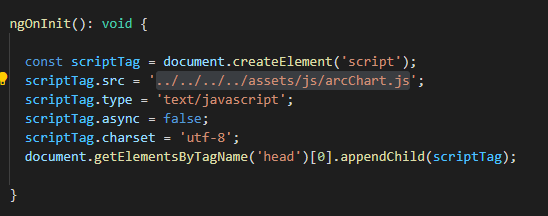 ngOnInit(): void {
const scriptTag = document.createElement('script');
scriptTag.src = '../../../../assets/js/arcChart.js';
scriptTag.type = 'text/javascript';
scriptTag.async = false;
scriptTag.charset = 'utf-8';
document.getElementsByTagName('head')[0].appendChild(scriptTag);
}